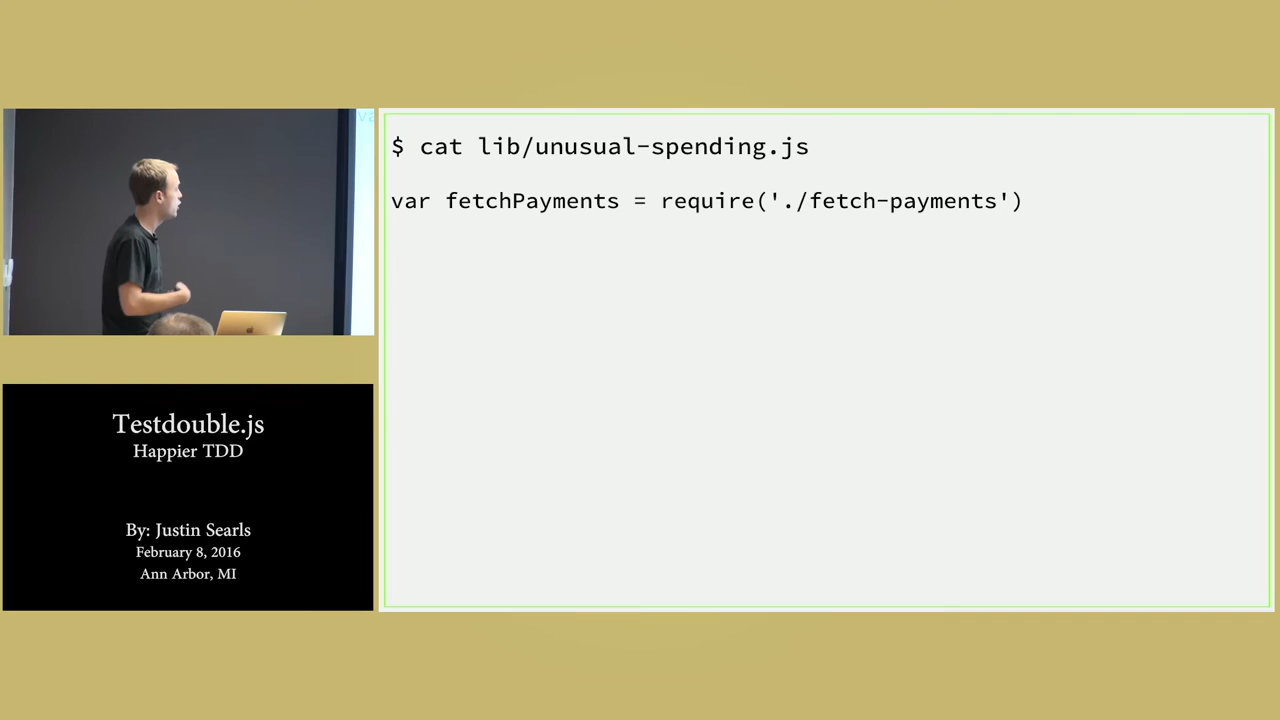 $ cat lib/unusual-spending.js
var fetchPayments = require('./fetch-payments')
Testdouble.js
Happier TDD
By: Justin Searls
February 8, 2016
Ann Arbor, MI